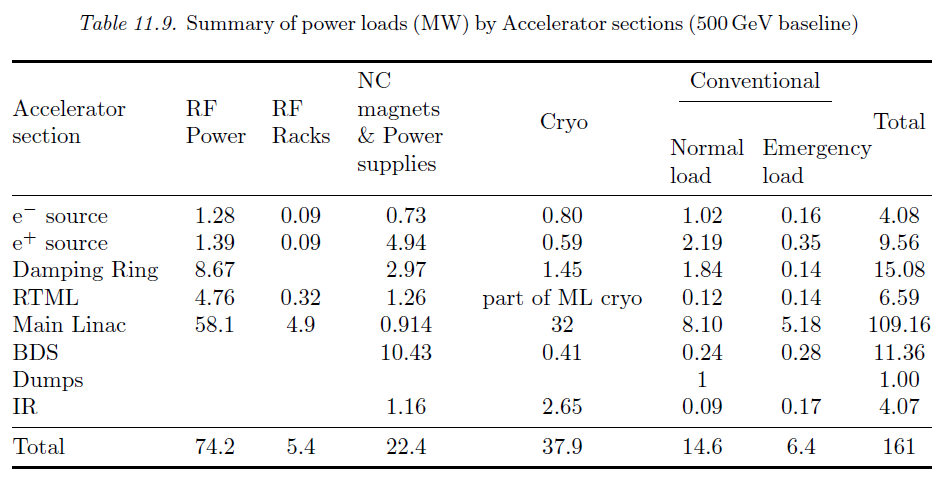 Table 11.9. Summary of power loads (MW) by Accelerator sections (500 GeV baseline)
Accelerator section RF Power RF Racks NC magnets & Power supplies Cryo Conventional Normal load Emergency load Total
e⁻ source 1.28 0.09 0.73 0.80 1.02 0.16 4.08
e⁺ source 1.39 0.09 4.94 0.59 2.19 0.35 9.56
Damping Ring 8.67 2.97 1.45 1.84 0.14 15.08
RTML 4.76 0.32 1.26 part of ML cryo 0.12 0.14 6.59
Main Linac 58.1 4.9 0.914 32 8.10 5.18 109.16
BDS 10.43 0.41 0.24 0.28 11.36
Dumps 1 1.00
IR 1.16 2.65 0.09 0.17 4.07
Total 74.2 5.4 22.4 37.9 14.6 6.4 161